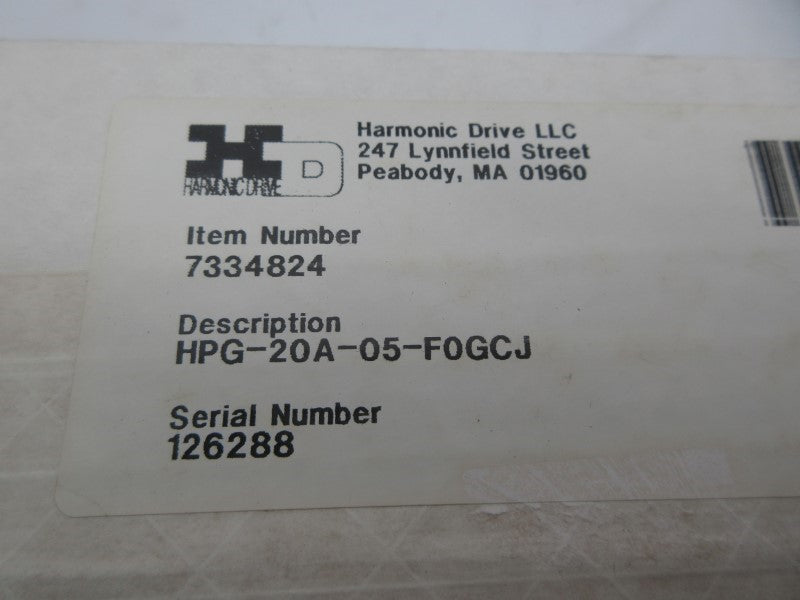 HD
HARMONIC DRIVE
Harmonic Drive LLC
247 Lynnfield Street
Peabody, MA 01960
Item Number
7334824
Description
HPG-20A-05-F0GCJ
Serial Number
126288